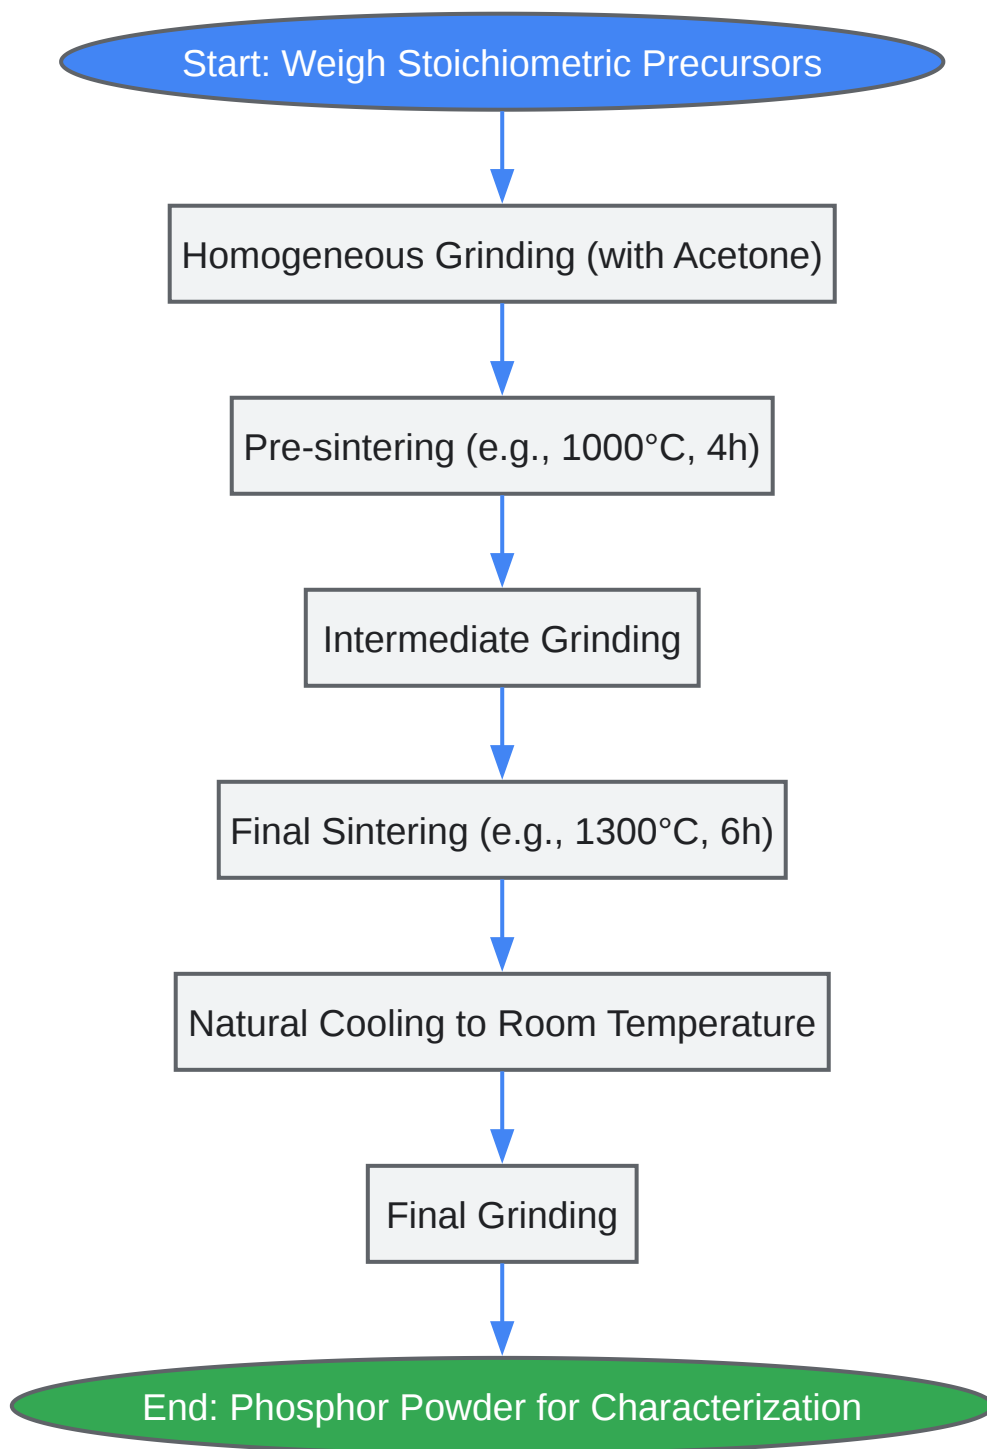 Start: Weigh Stoichiometric Precursors
Homogeneous Grinding (with Acetone)
Pre-sintering (e.g., 1000°C, 4h)
Intermediate Grinding
Final Sintering (e.g., 1300°C, 6h)
Natural Cooling to Room Temperature
Final Grinding
End: Phosphor Powder for Characterization